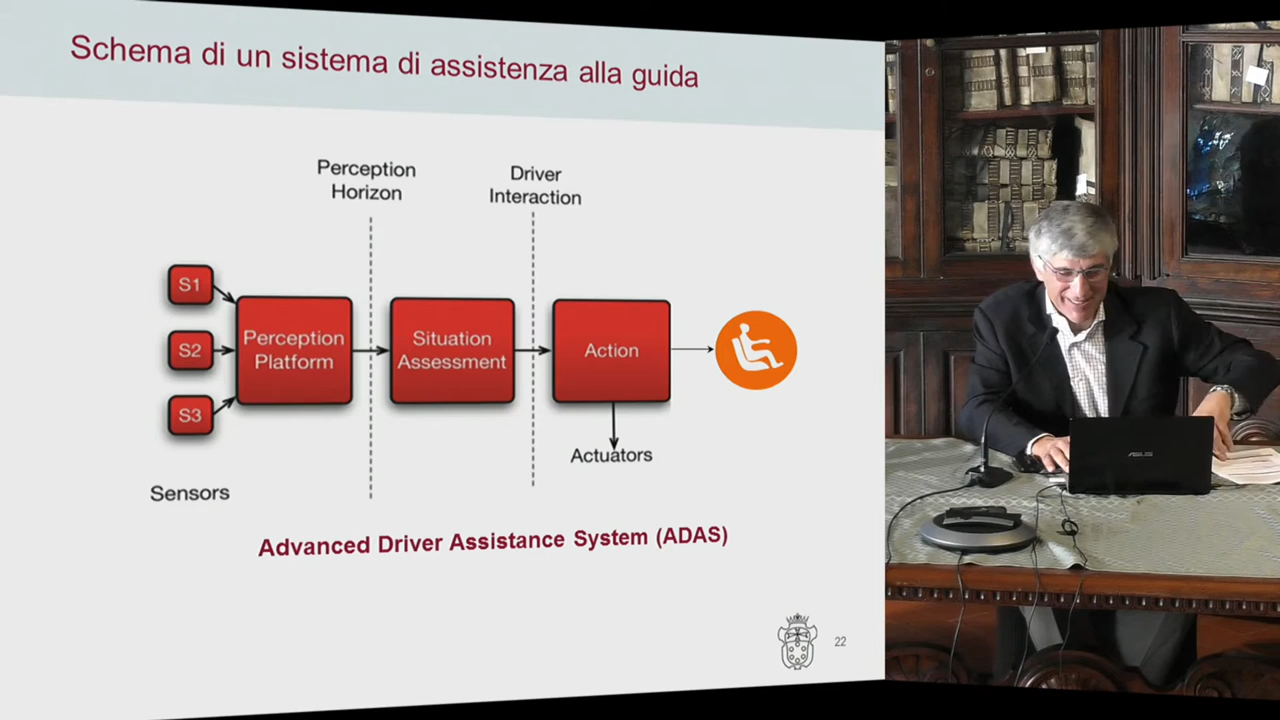 Schema di un sistema di assistenza alla guida
Perception
Horizon
Driver
Interaction
S1
S2
S3
Perception
Platform
Situation
Assessment
Action
Actuators
Sensors
Advanced Driver Assistance System (ADAS)
22
ASUS